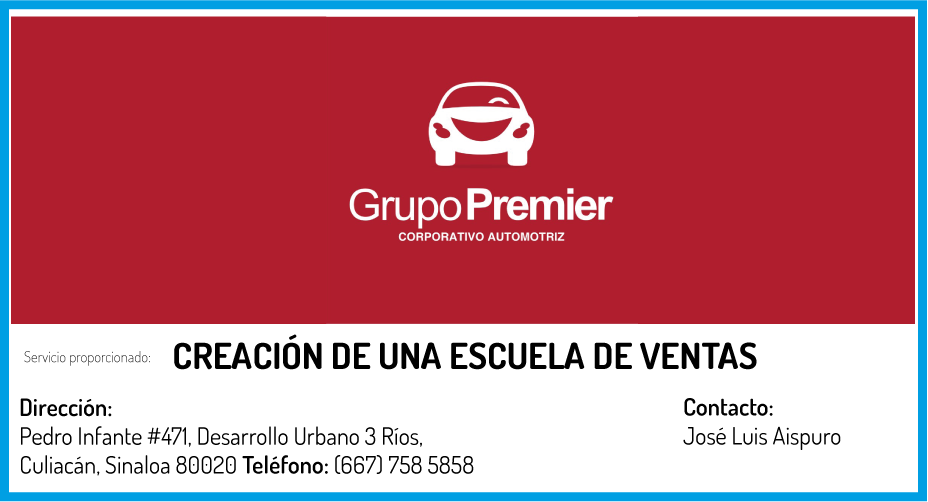 Grupo Premier
CORPORATIVO AUTOMOTRIZ
Servicio proporcionado: CREACIÓN DE UNA ESCUELA DE VENTAS
Dirección:
Pedro Infante #471, Desarrollo Urbano 3 Ríos,
Culiacán, Sinaloa 80020 Teléfono: (667) 758 5858
Contacto:
José Luis Aispuro